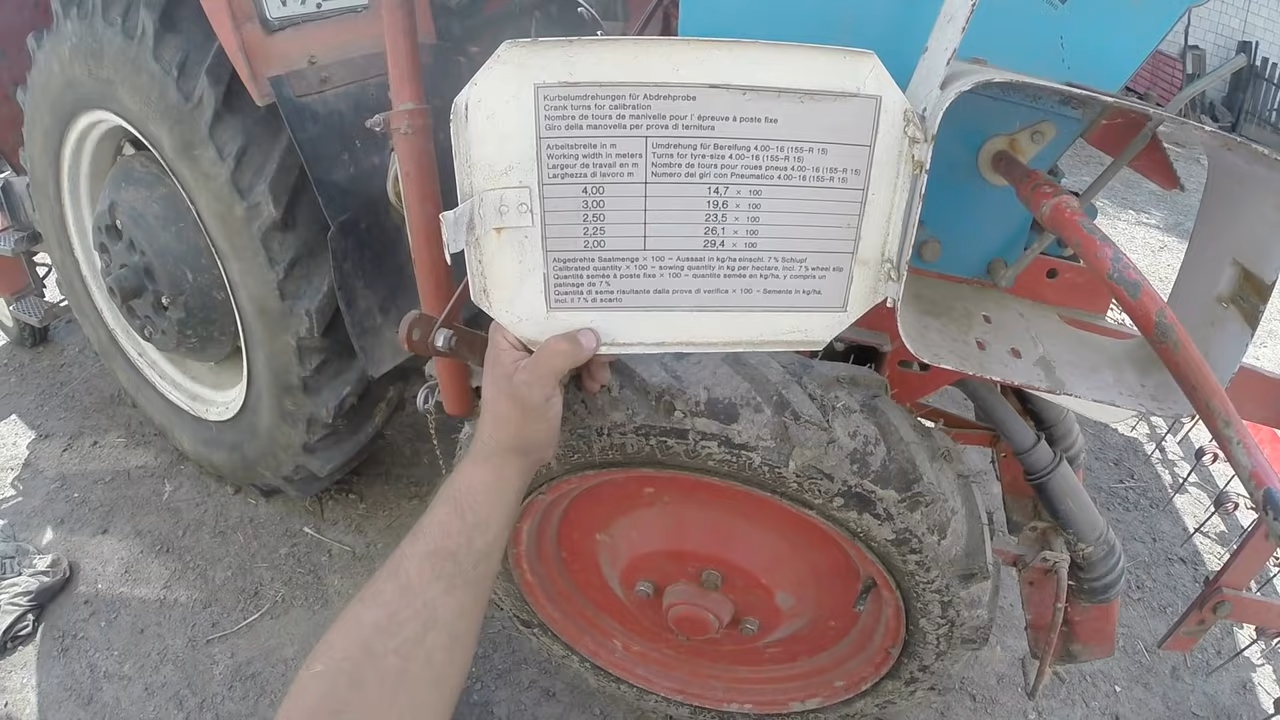 Kurbelumdrehungen für Abdrehprobe
Crank turns for calibration
Nombre de tours de manivelle pour l' épreuve à poste fixe
Giro della manovella per prova di ternitura
Arbeitsbreite in m
Working width in meters
Largeur de travail en m
Larghezza di lavoro m
Umdrehung für Bereifung 4.00-16 (155-R 15)
Turns for tyre-size 4.00-16 (155-R 15)
Nombre de tours pour roues pneus 4.00-16 (155-R 15)
Numero dei giri con Pneumatico 4.00-16 (155-R 15)
4,00 14,7 × 100
3,00 19,6 × 100
2,50 23,5 × 100
2,25 26,1 × 100
2,00 29,4 × 100
Abgedrehte Saatmenge × 100 = Aussaat in kg/ha einschl. 7 % Schlupf
Calibrated quantity × 100 = sowing quantity in kg per hectare, incl. 7 % wheel slip
Quantité semée à poste fixe × 100 = quantité semée en kg/ha, y compris un
patinage de 7 %
Quantità di seme risultante dalla prova di verifica × 100 = Semente in kg/ha,
incl. il 7 % di scarto